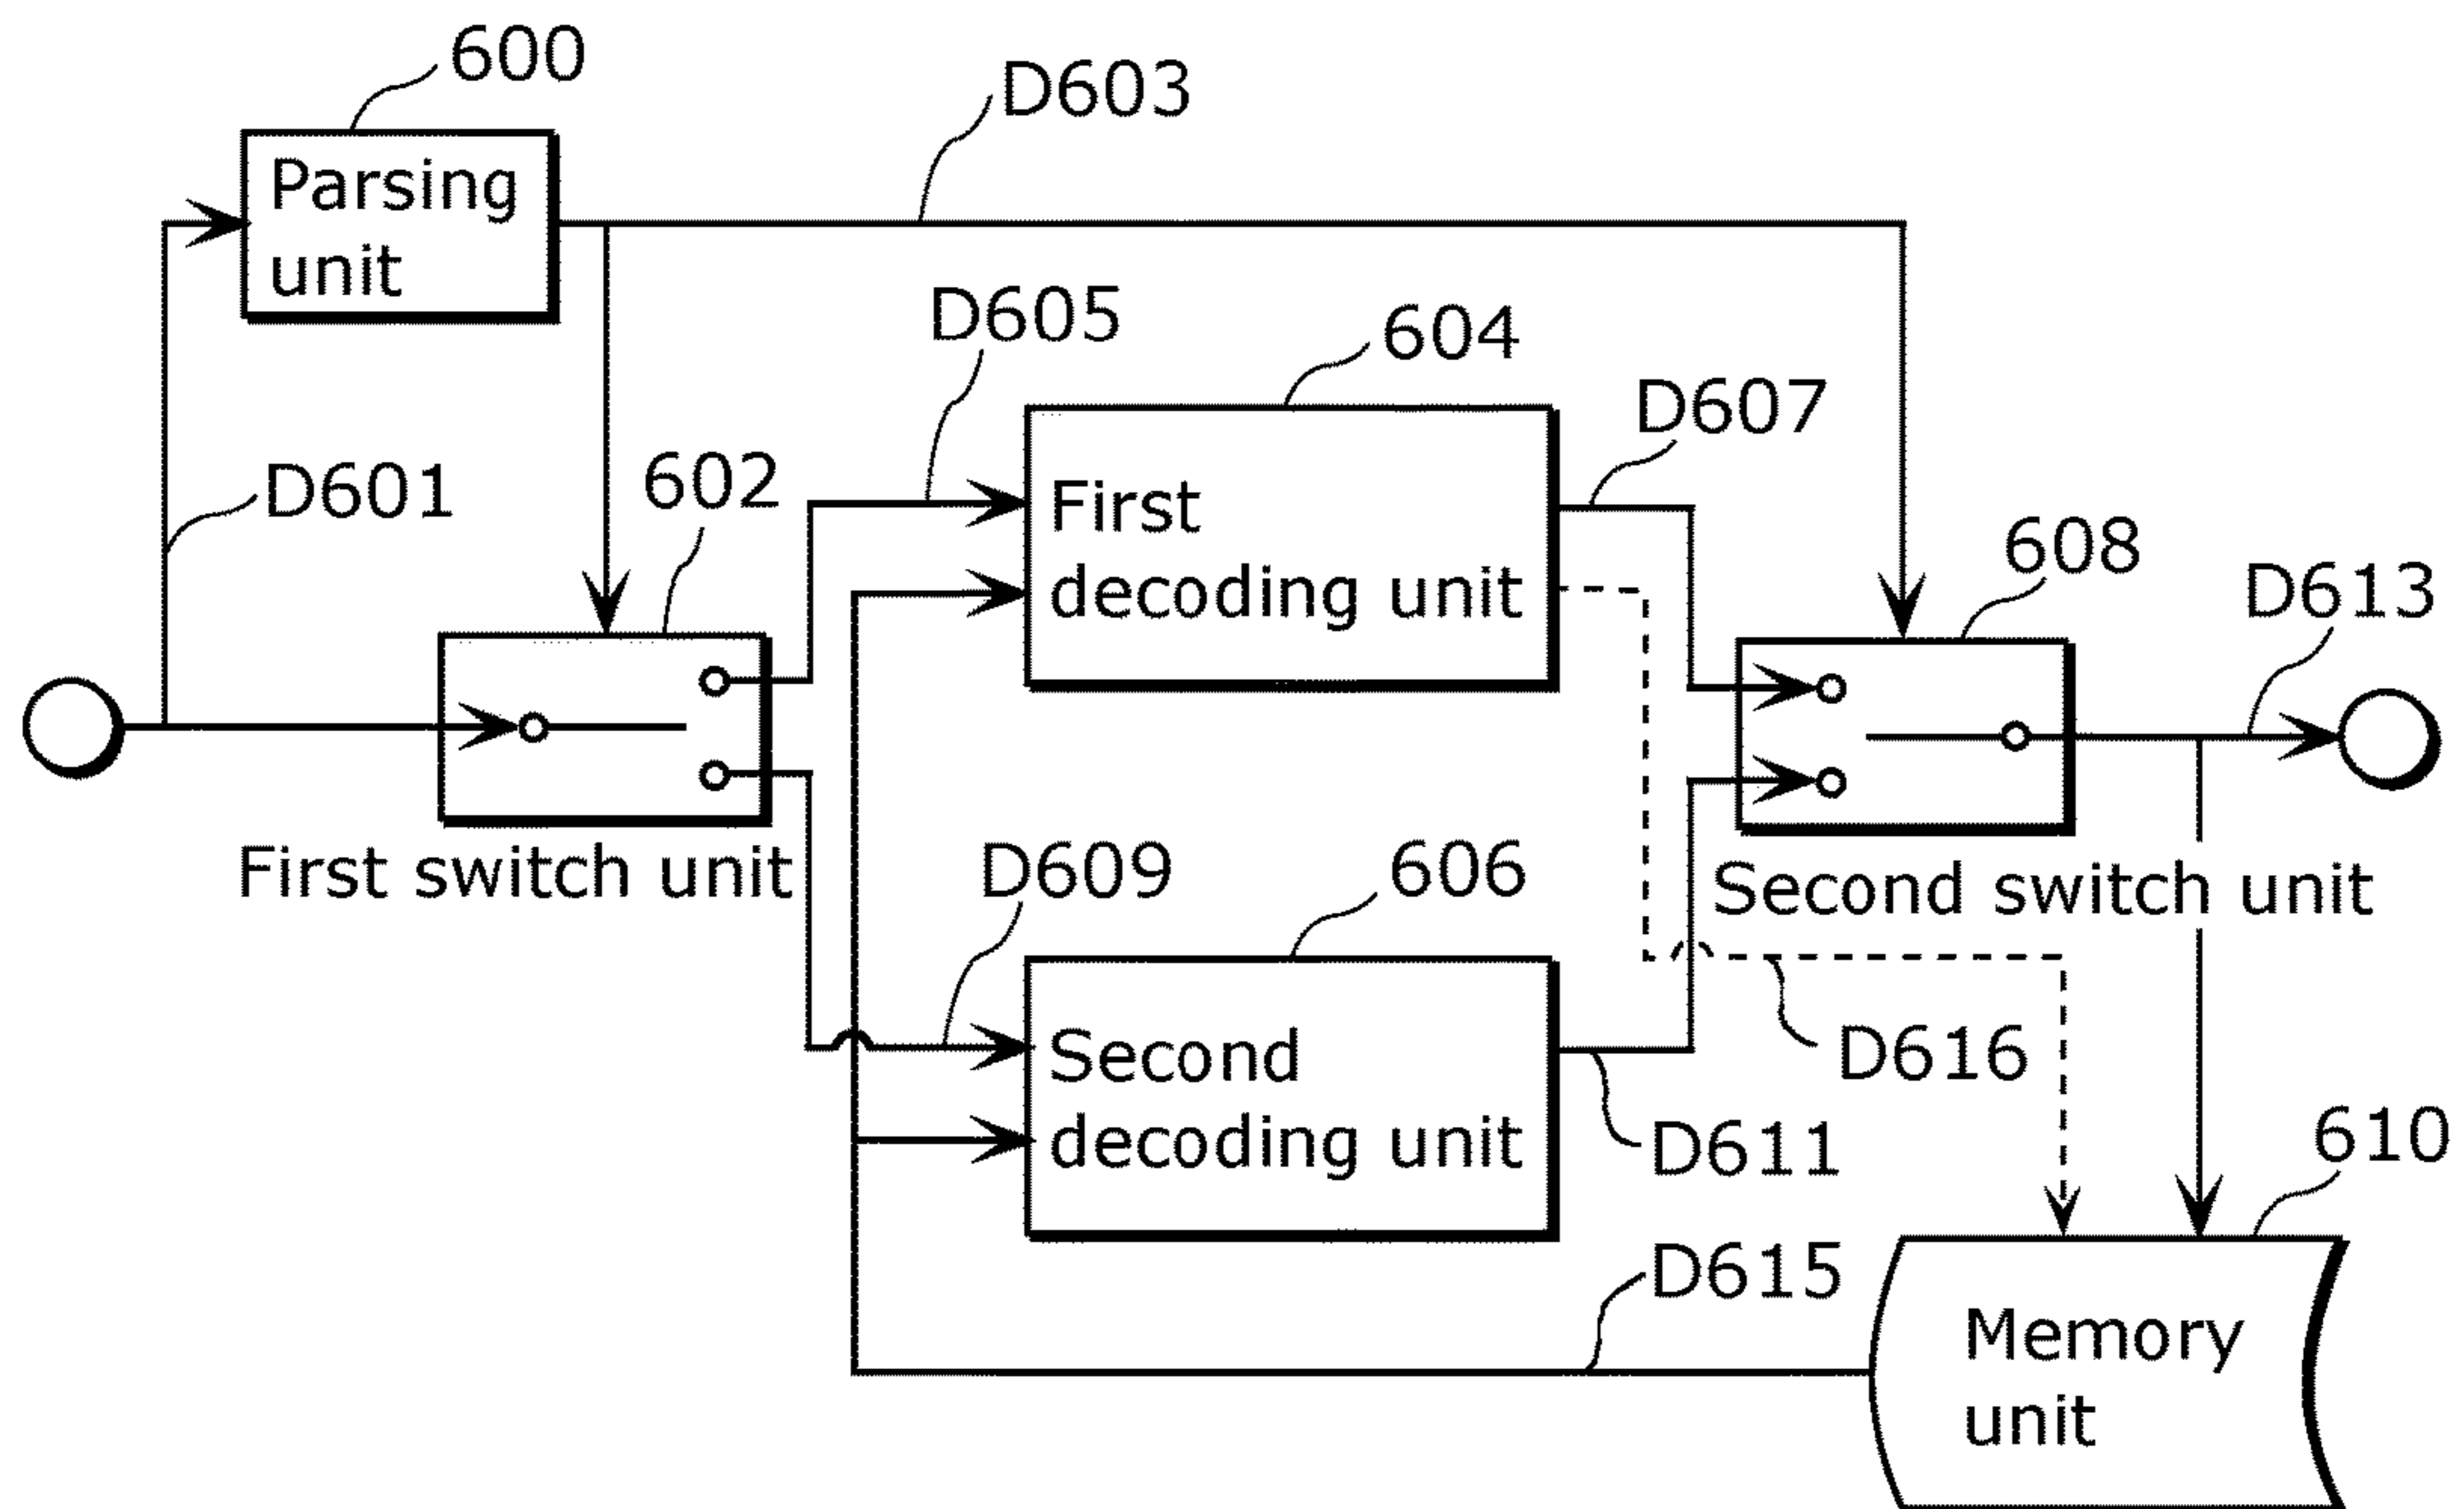 600
D603
Parsing
unit
D605
604
D607
D601
602
First
decoding unit
608
D613
First switch unit
D609
606
Second switch unit
Second
decoding unit
D616
D611
610
D615
Memory
unit